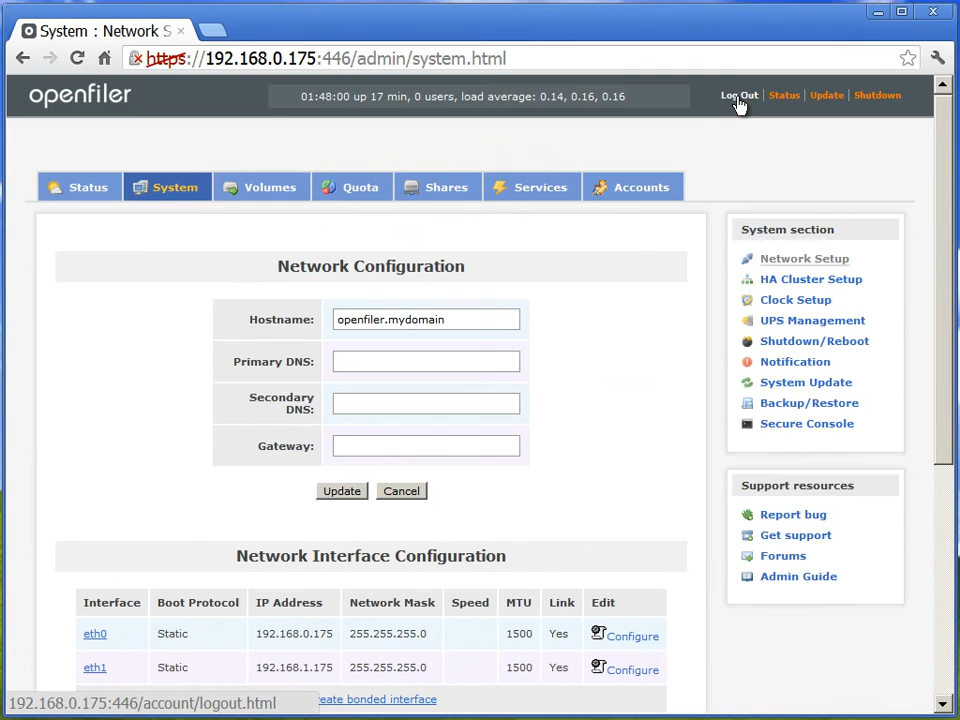 System : Network S
https://192.168.0.175:446/admin/system.html
openfiler
01:48:00 up 17 min, 0 users, load average: 0.14, 0.16, 0.16
Log Out | Status | Update | Shutdown
Status System Volumes Quota Shares Services Accounts
Network Configuration
Hostname: openfiler.mydomain
Primary DNS:
Secondary
DNS:
Gateway:
Update Cancel
Network Interface Configuration
Interface Boot Protocol IP Address Network Mask Speed MTU Link Edit
eth0 Static 192.168.0.175 255.255.255.0 1500 Yes Configure
eth1 Static 192.168.1.175 255.255.255.0 1500 Yes Configure
reate bonded interface
System section
Network Setup
HA Cluster Setup
Clock Setup
UPS Management
Shutdown/Reboot
Notification
System Update
Backup/Restore
Secure Console
Support resources
Report bug
Get support
Forums
Admin Guide
192.168.0.175:446/account/logout.html